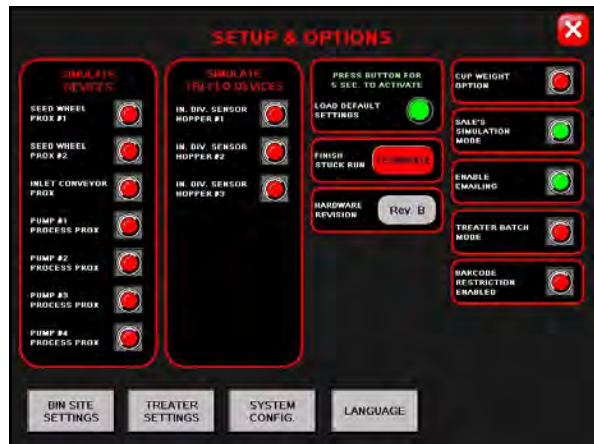 SETUP & OPTIONS
SIMULATE
DEVICES
SEED WHEEL
PROX #1
SEED WHEEL
PROX #2
INLET CONVEYOR
PROX
PUMP #1
PROCESS PROX
PUMP #2
PROCESS PROX
PUMP #3
PROCESS PROX
PUMP #4
PROCESS PROX
SIMULATE
TRI-FLO DEVICES
IN. DIV. SENSOR
HOPPER #1
IN. DIV. SENSOR
HOPPER #2
IN. DIV. SENSOR
HOPPER #3
PRESS BUTTON FOR
5 SEC. TO ACTIVATE
LOAD DEFAULT
SETTINGS
FINISH
STUCK RUN
HARDWARE
REVISION
Rev. B
CUP WEIGHT
OPTION
SALE'S
SIMULATION
MODE
ENABLE
EMAILING
TREATER BATCH
MODE
BARCODE
RESTRICTION
ENABLED
BIN SITE
SETTINGS
TREATER
SETTINGS
SYSTEM
CONFIG.
LANGUAGE